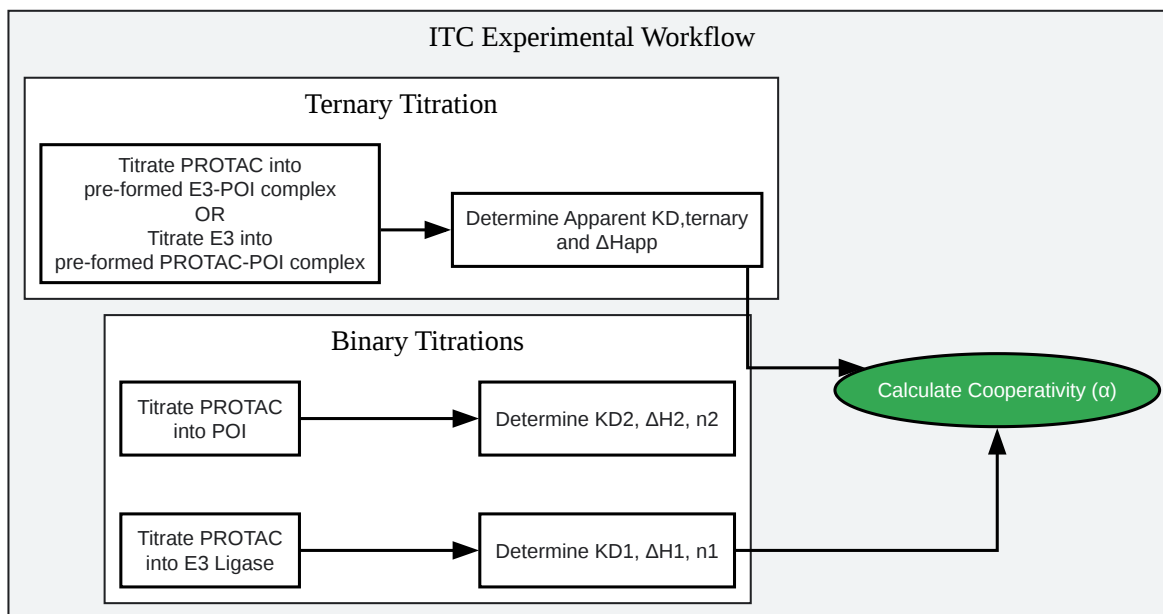 ITC Experimental Workflow
Ternary Titration
Titrate PROTAC into
pre-formed E3-POI complex
OR
Titrate E3 into
pre-formed PROTAC-POI complex
Determine Apparent KD,ternary
and ΔHapp
Binary Titrations
Titrate PROTAC
into POI
Determine KD2, ΔH2, n2
Calculate Cooperativity (α)
Titrate PROTAC
into E3 Ligase
Determine KD1, ΔH1, n1